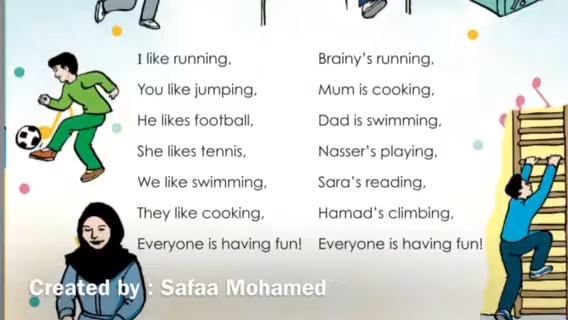 I like running,
You like jumping,
He likes football,
She likes tennis,
We like swimming,
They like cooking,
Everyone is having fun!
Brainy's running,
Mum is cooking,
Dad is swimming,
Nasser's playing,
Sara's reading,
Hamad's climbing,
Everyone is having fun!
Created by : Safaa Mohamed